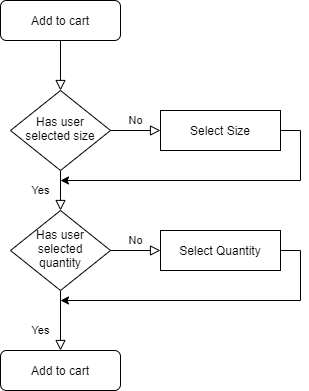 Add to cart
Has user
selected size
No
Select Size
Yes
Has user
selected
quantity
No
Select Quantity
Yes
Add to cart